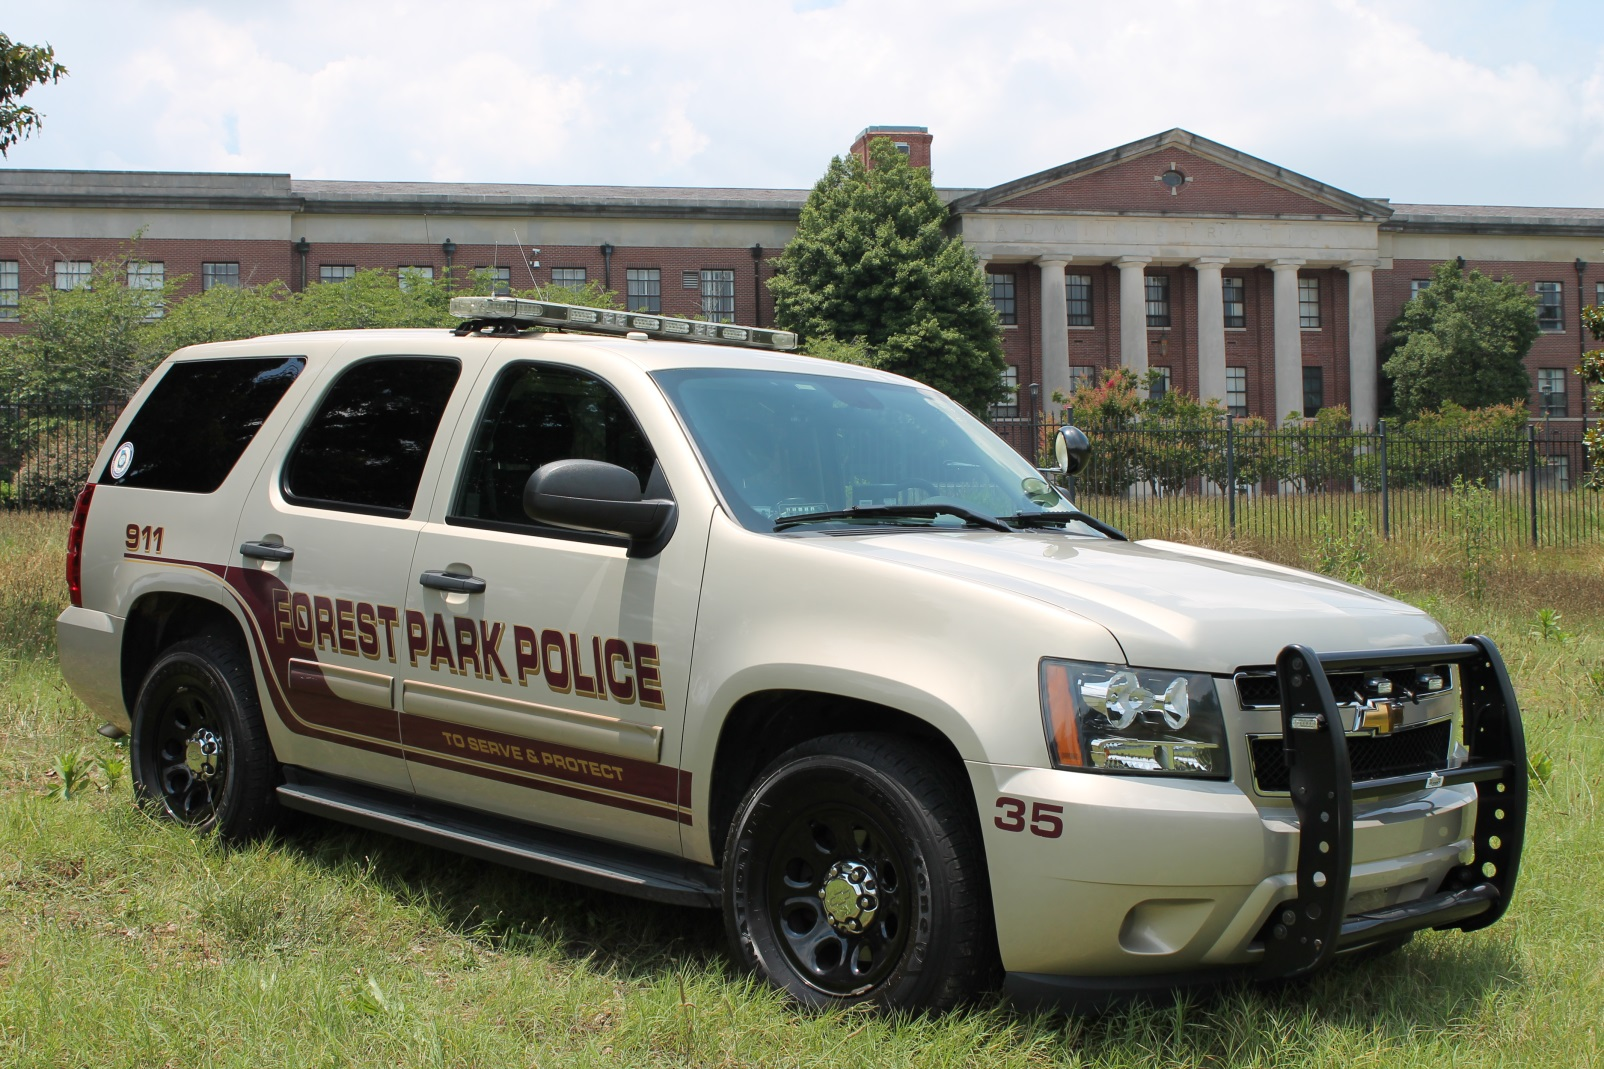 911
FOREST PARK POLICE
TO SERVE & PROTECT
35